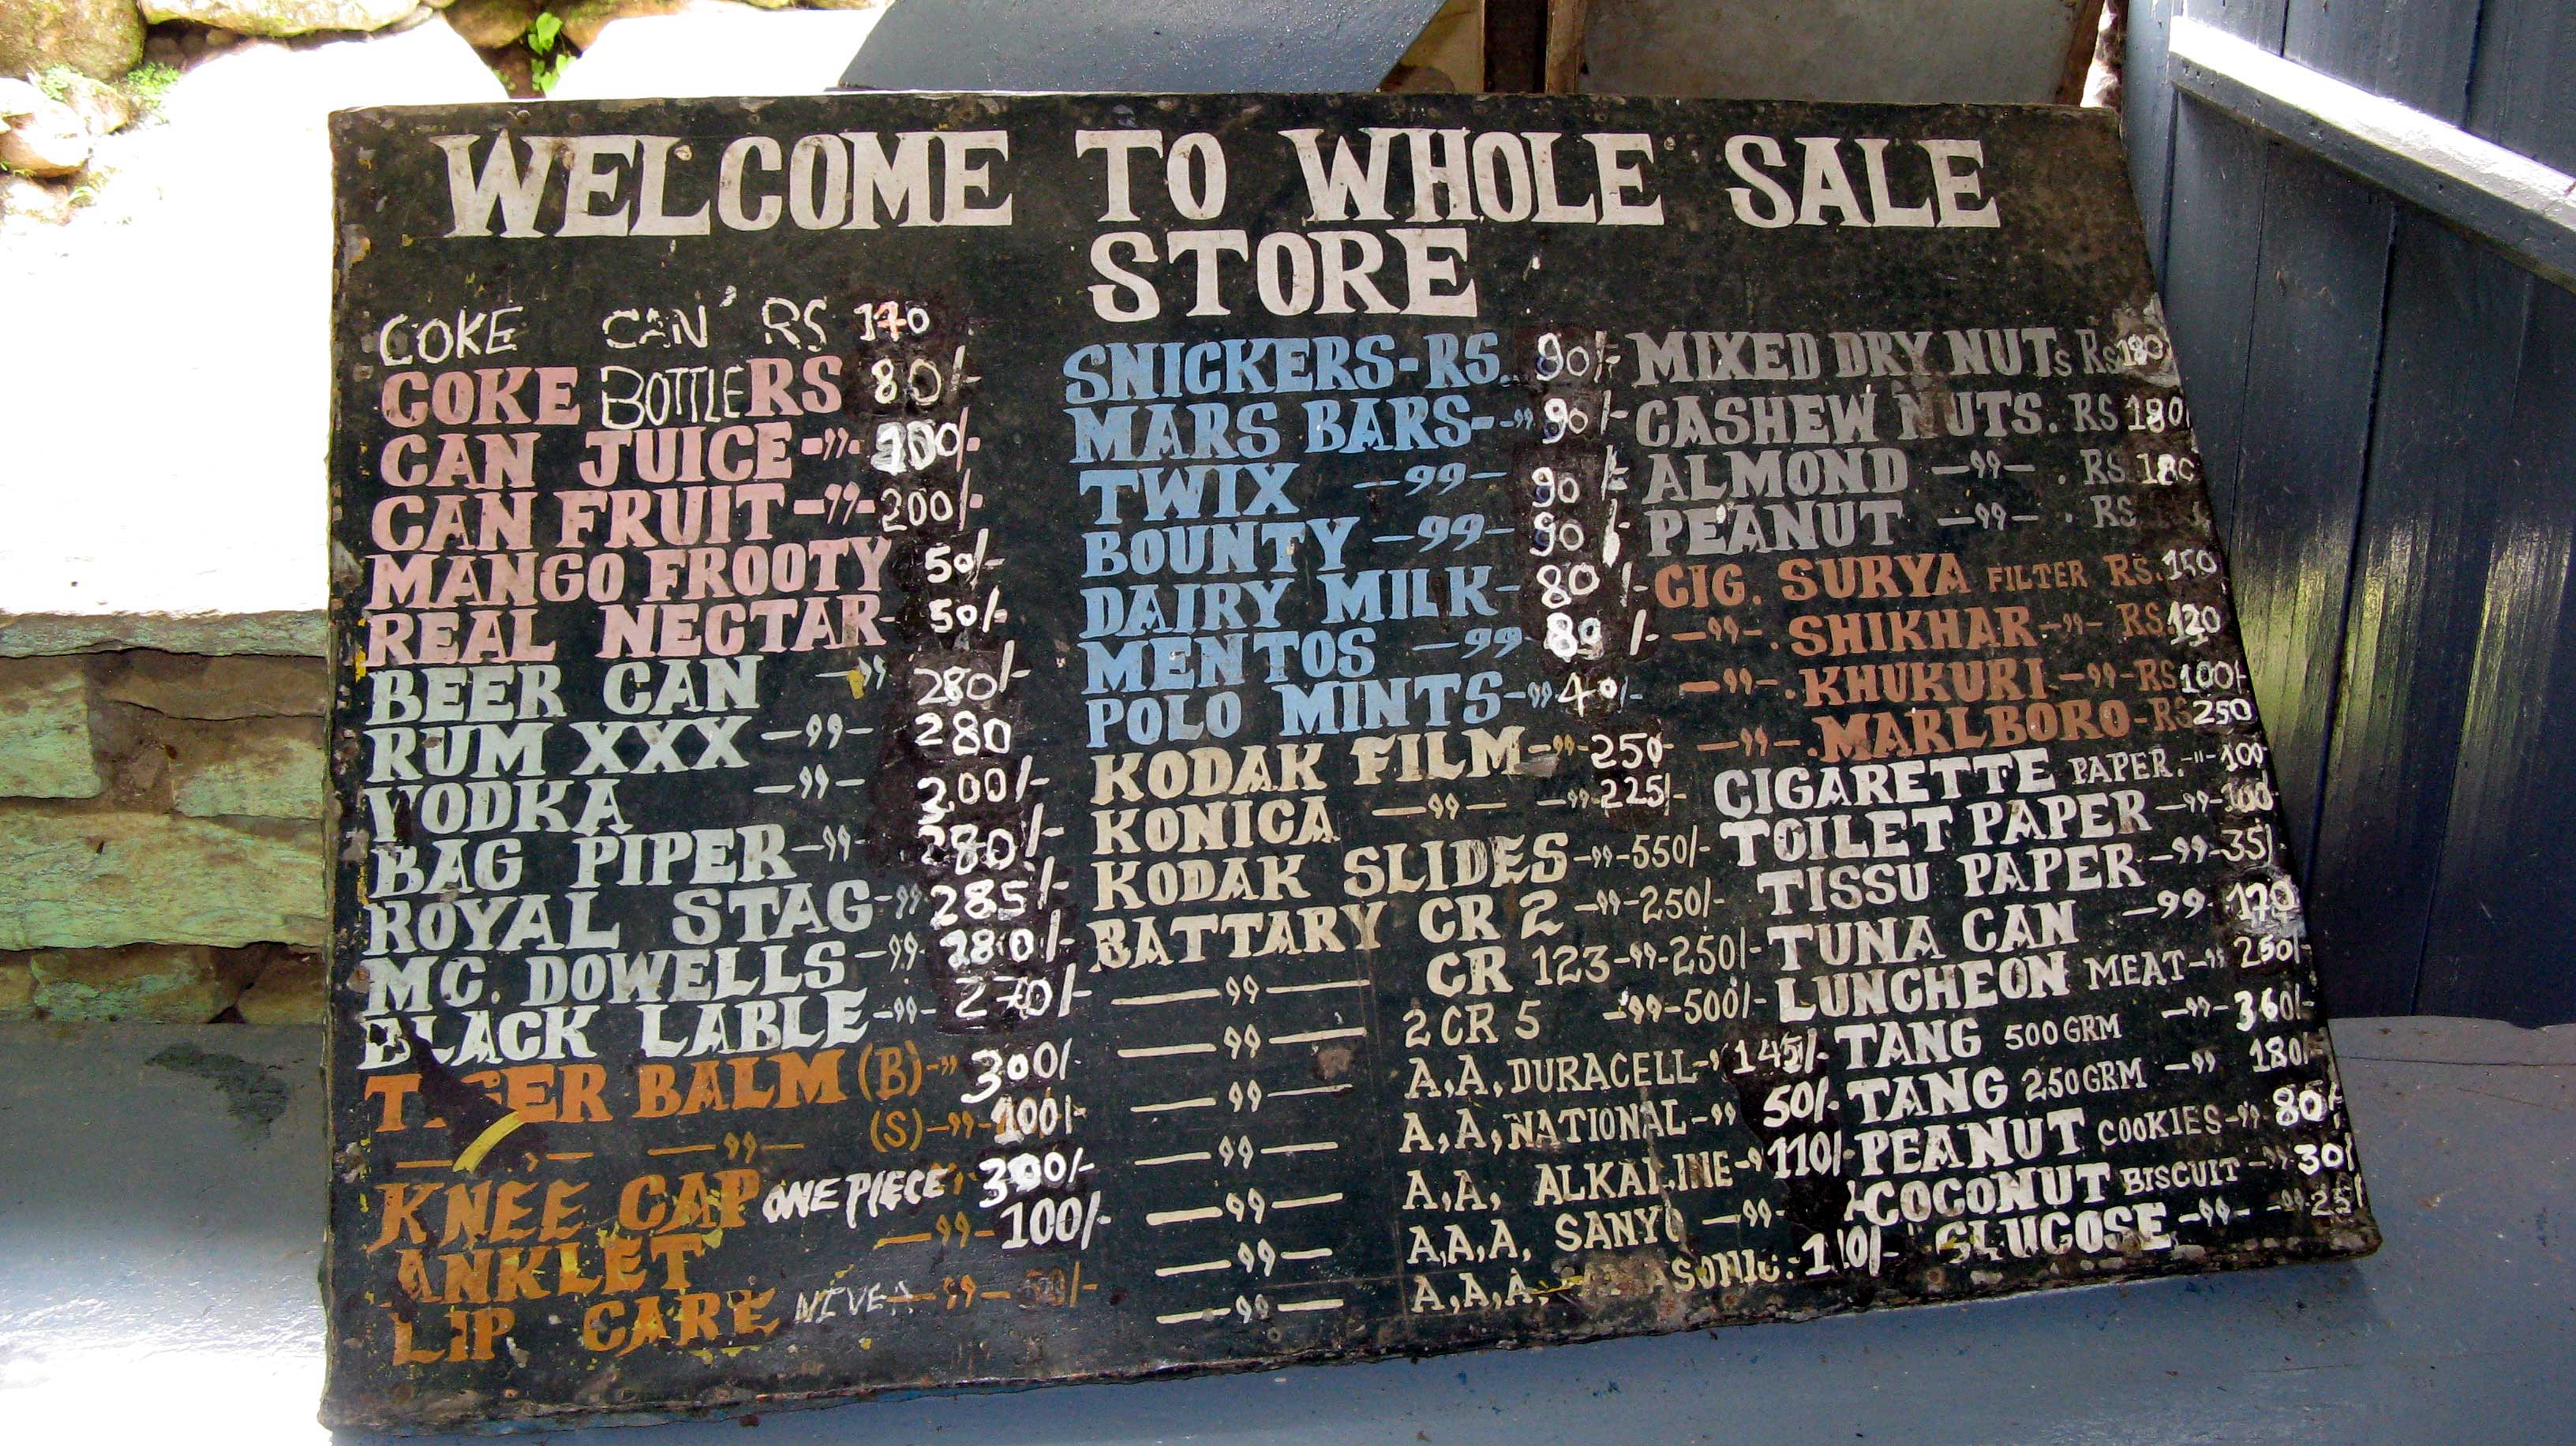 WELCOME TO WHOLE SALE
STORE
COKE CAN RS 170
COKE BOTTLE RS 80/-
CAN JUICE -"- 100/-
CAN FRUIT -"- 200/-
MANGO FROOTY 50/-
REAL NECTAR- 50/-
BEER CAN -" 280/-
RUM XXX -"- 280
VODKA -"- 200/-
BAG PIPER -"- 280/-
ROYAL STAG -"- 285/-
MC. DOWELLS -"- 280/-
BLACK LABLE -"- 270/-
TIGER BALM (B)-" 300/-
-"- -"- (S)-"- 100/-
KNEE CAP ONE PIECE 300/-
ANKLET -"- 100/-
LIP CARE NIVEA -"- 50/-
SNICKERS-RS. 90/-
MARS BARS-" 90/-
TWIX -"- 90/-
BOUNTY -"- 90/-
DAIRY MILK- 80/-
MENTOS -" 80/-
POLO MINTS-" 40/-
KODAK FILM -"- 250
KONICA -"- -"- 225/-
KODAK SLIDES -"- 550/-
BATTARY CR 2 -"- 250/-
-"- CR 123 -"- 250/-
-"- 2 CR 5 -"- 500/-
-"- A,A, DURACELL-" 145/-
-"- A,A, NATIONAL-" 50/-
-"- A,A, ALKALINE-" 110/-
-"- A,A,A, SANYO -"-
-"- A,A,A, SONIC.
MIXED DRY NUTs Rs 180
CASHEW NUTS. RS 180/
ALMOND -"- . RS 180
PEANUT -"- . RS
CIG. SURYA FILTER RS. 150
-"-. SHIKHAR -"- RS. 120
-"-. KHUKURI -"- RS 100/-
-"-. MARLBORO- RS 250
CIGARETTE PAPER. -"- 100
TOILET PAPER -"- 100
TISSU PAPER -"- 35/-
TUNA CAN -"- 170
LUNCHEON MEAT-" 250/-
TANG 500 GRM -"- 360/-
TANG 250 GRM -" 180/-
PEANUT COOKIES-"- 80/-
COCONUT BISCUIT-"- 30/-
" GLUCOSE -"- -"- 25/